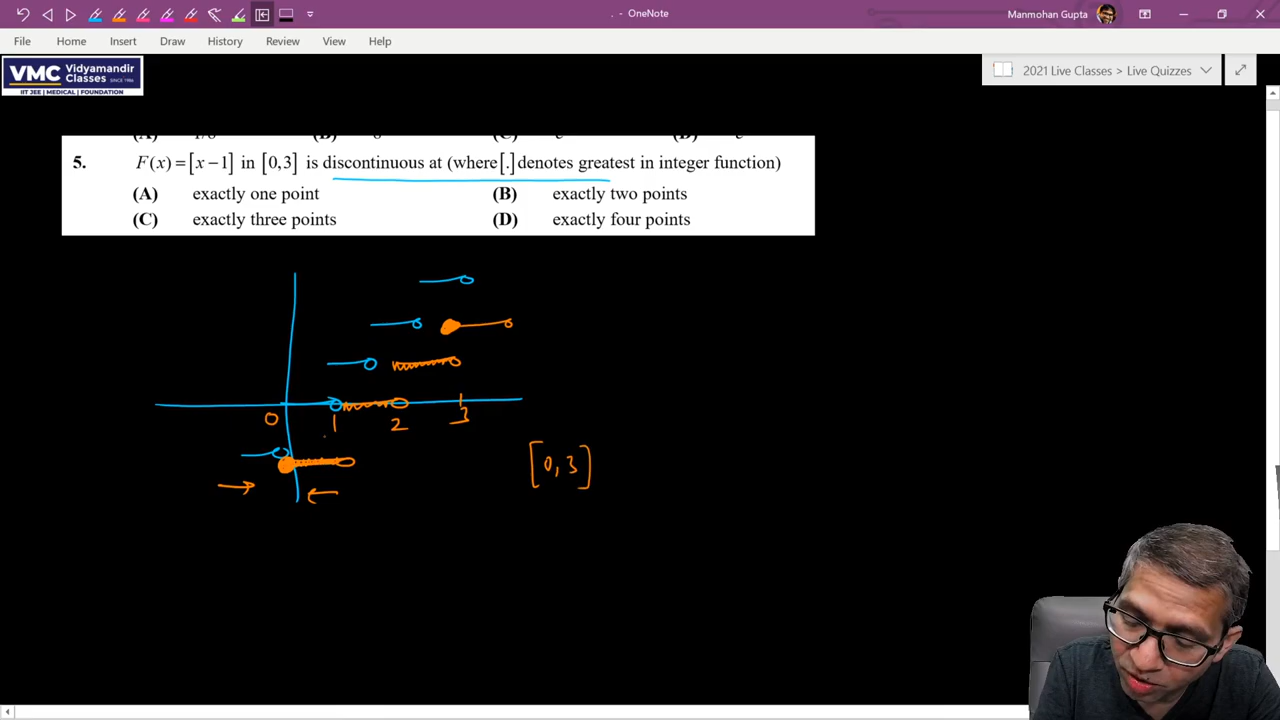 . - OneNote
Manmohan Gupta
File Home Insert Draw History Review View Help
VMC Vidyamandir Classes
SINCE 1986
IIT JEE | MEDICAL | FOUNDATION
2021 Live Classes > Live Quizzes
5. F(x) = [x − 1] in [0,3] is discontinuous at (where [.] denotes greatest in integer function)
(A) exactly one point (B) exactly two points
(C) exactly three points (D) exactly four points
0 1 2 3
[0, 3]